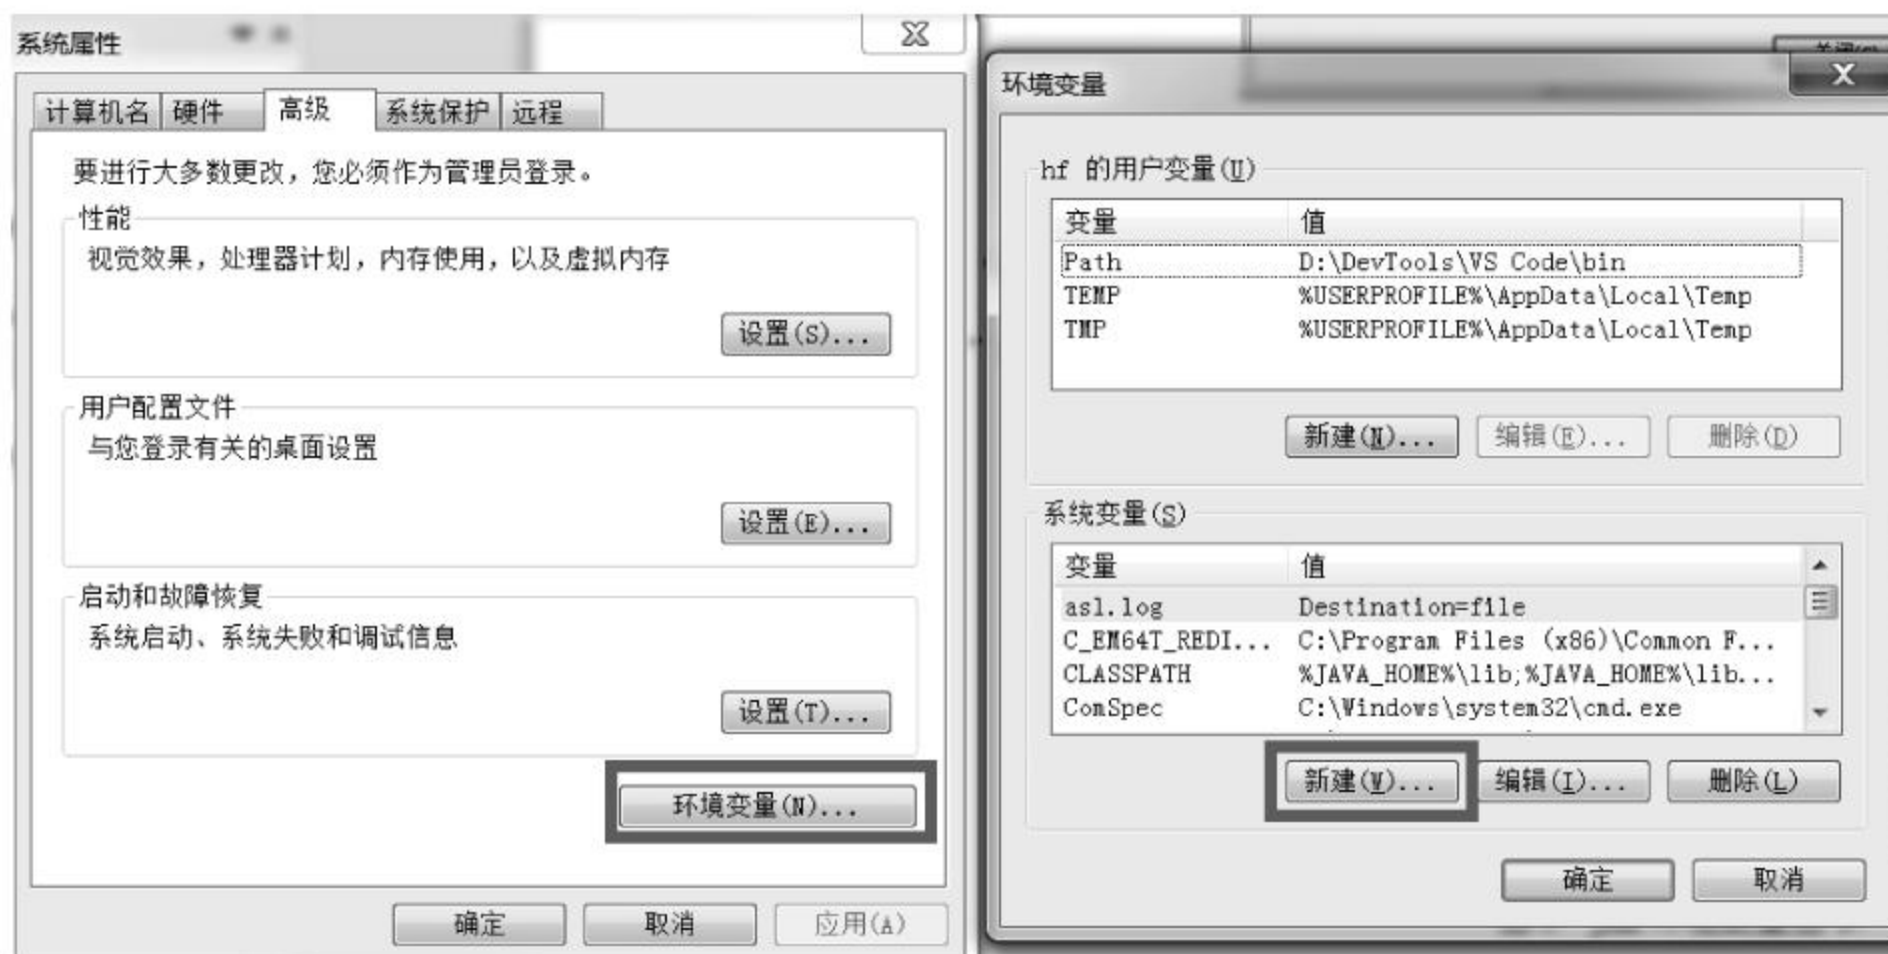 系统属性
计算机名 硬件 高级 系统保护 远程
要进行大多数更改，您必须作为管理员登录。
性能
视觉效果，处理器计划，内存使用，以及虚拟内存
设置(S)...
用户配置文件
与您登录有关的桌面设置
设置(E)...
启动和故障恢复
系统启动、系统失败和调试信息
设置(T)...
环境变量(N)...
确定 取消 应用(A)
环境变量
hf 的用户变量(U)
变量 值
Path D:\DevTools\VS Code\bin
TEMP %USERPROFILE%\AppData\Local\Temp
TMP %USERPROFILE%\AppData\Local\Temp
新建(N)... 编辑(E)... 删除(D)
系统变量(S)
变量 值
asl.log Destination=file
C_EM64T_REDI... C:\Program Files (x86)\Common F...
CLASSPATH %JAVA_HOME%\lib;%JAVA_HOME%\lib...
ComSpec C:\Windows\system32\cmd.exe
新建(W)... 编辑(I)... 删除(L)
确定 取消